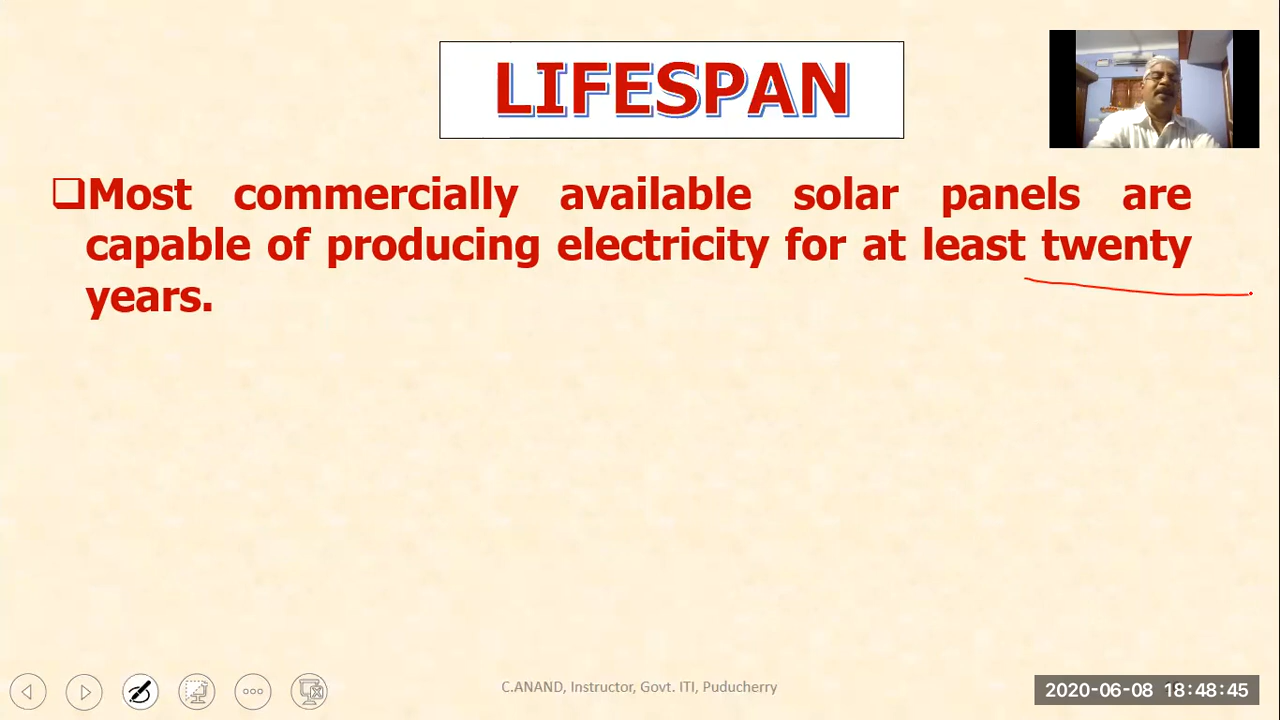 LIFESPAN
❑Most commercially available solar panels are
capable of producing electricity for at least twenty
years.
C.ANAND, Instructor, Govt. ITI, Puducherry
2020-06-08 18:48:45